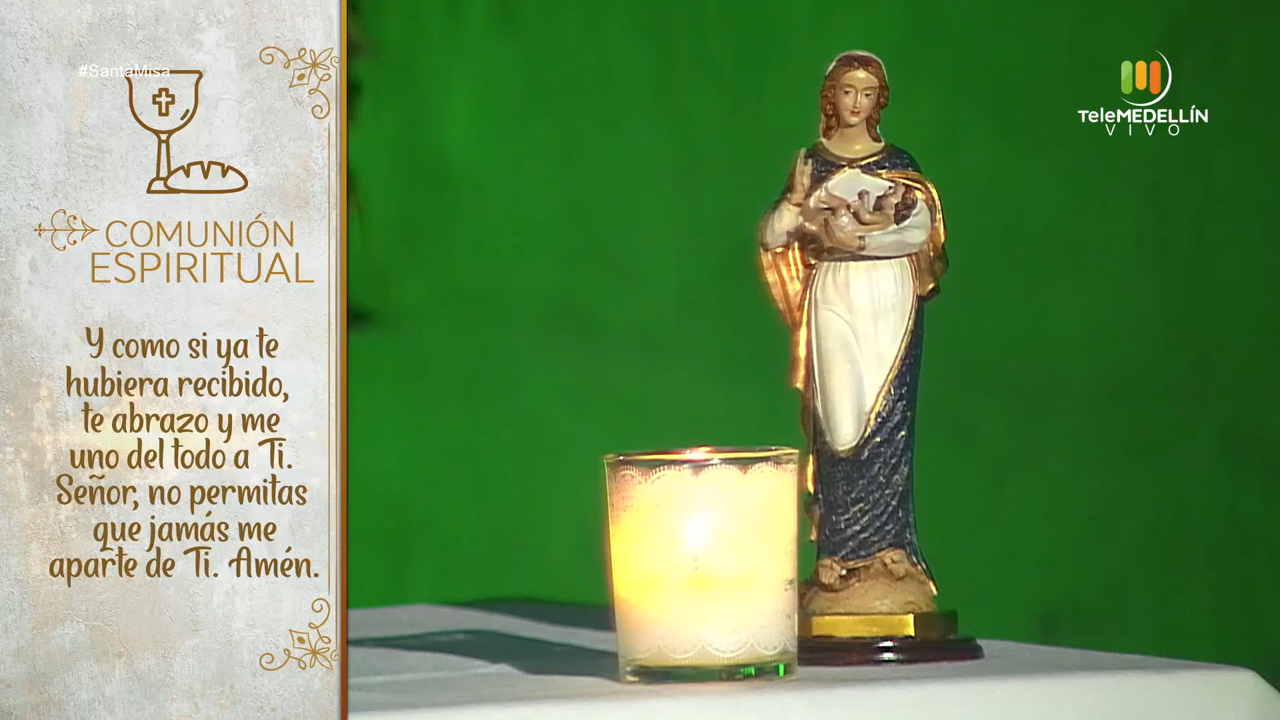 #SantaMisa
COMUNIÓN
ESPIRITUAL
Y como si ya te
hubiera recibido,
te abrazo y me
uno del todo a Ti.
Señor, no permitas
que jamás me
aparte de Ti. Amén.
TeleMEDELLÍN
VIVO